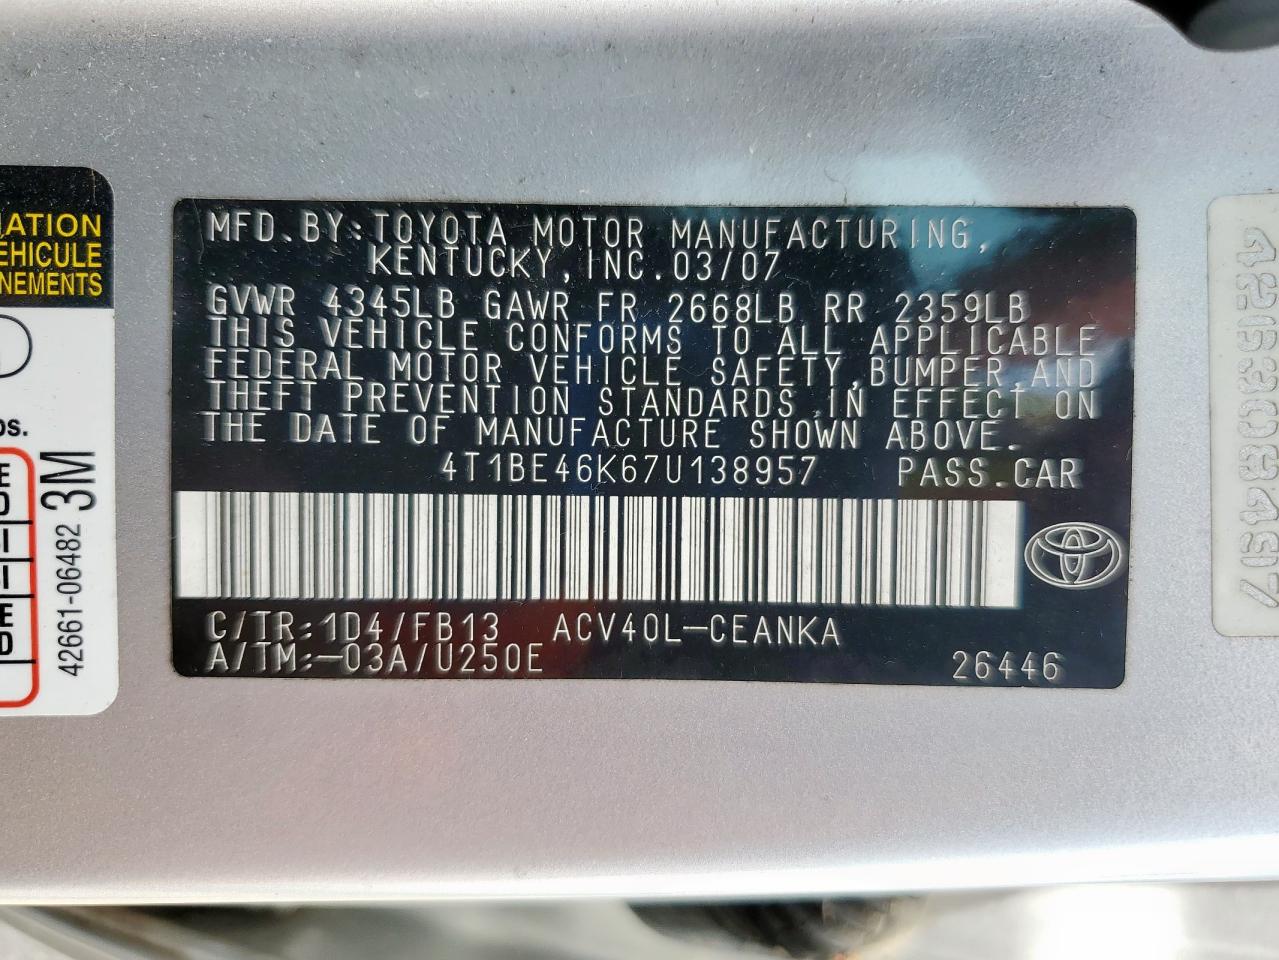 MFD.BY:TOYOTA MOTOR MANUFACTURING,
KENTUCKY,INC.03/07
GVWR 4345LB GAWR FR 2668LB RR 2359LB
THIS VEHICLE CONFORMS TO ALL APPLICABLE
FEDERAL MOTOR VEHICLE SAFETY,BUMPER,AND
THEFT PREVENTION STANDARDS IN EFFECT ON
THE DATE OF MANUFACTURE SHOWN ABOVE.
4T1BE46K67U138957 PASS.CAR
C/TR:1D4/FB13 ACV40L-CEANKA
A/TM:-03A/U250E
26446
VEHICULE
3M
42661-06482